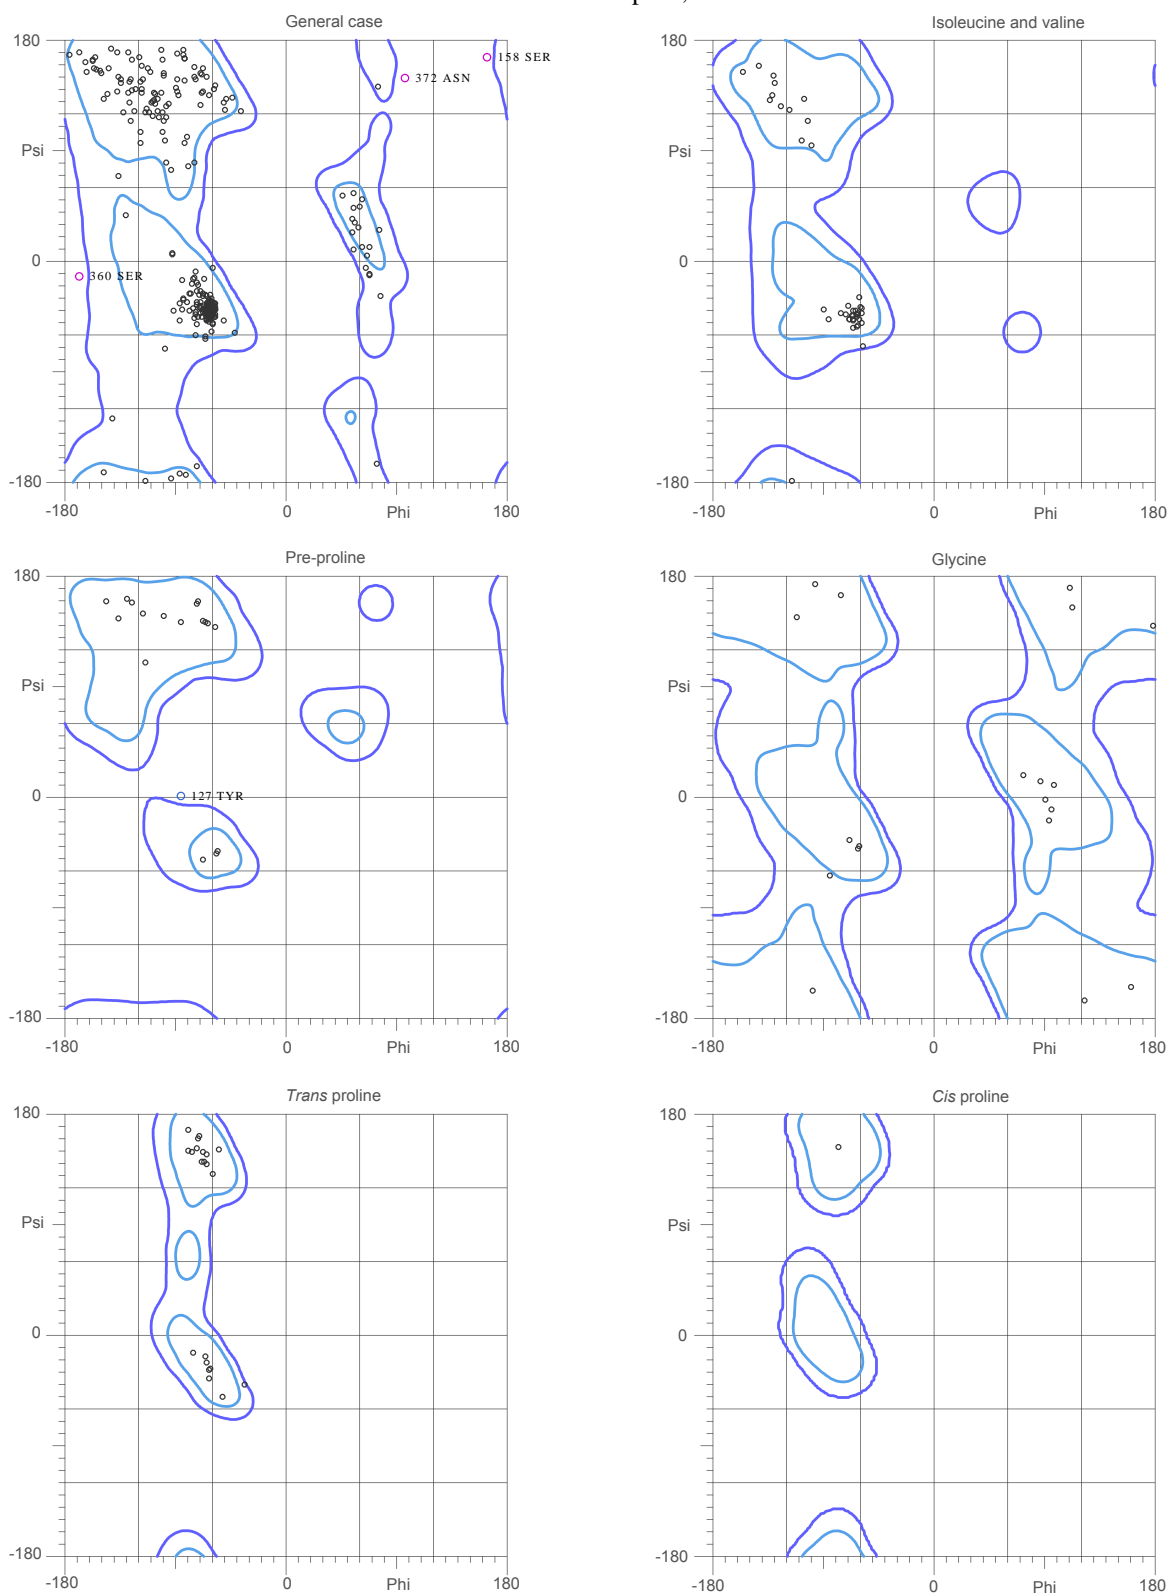 General case
Isoleucine and valine
180
158 SER
372 ASN
Psi
0
360 SER
-180
-180
0
Phi
180
180
Psi
0
-180
-180
0
Phi
180
Pre-proline
Glycine
180
Psi
0
127 TYR
-180
-180
0
Phi
180
180
Psi
0
-180
-180
0
Phi
180
Trans proline
Cis proline
180
Psi
0
-180
-180
0
Phi
180
180
Psi
0
-180
-180
0
Phi
180